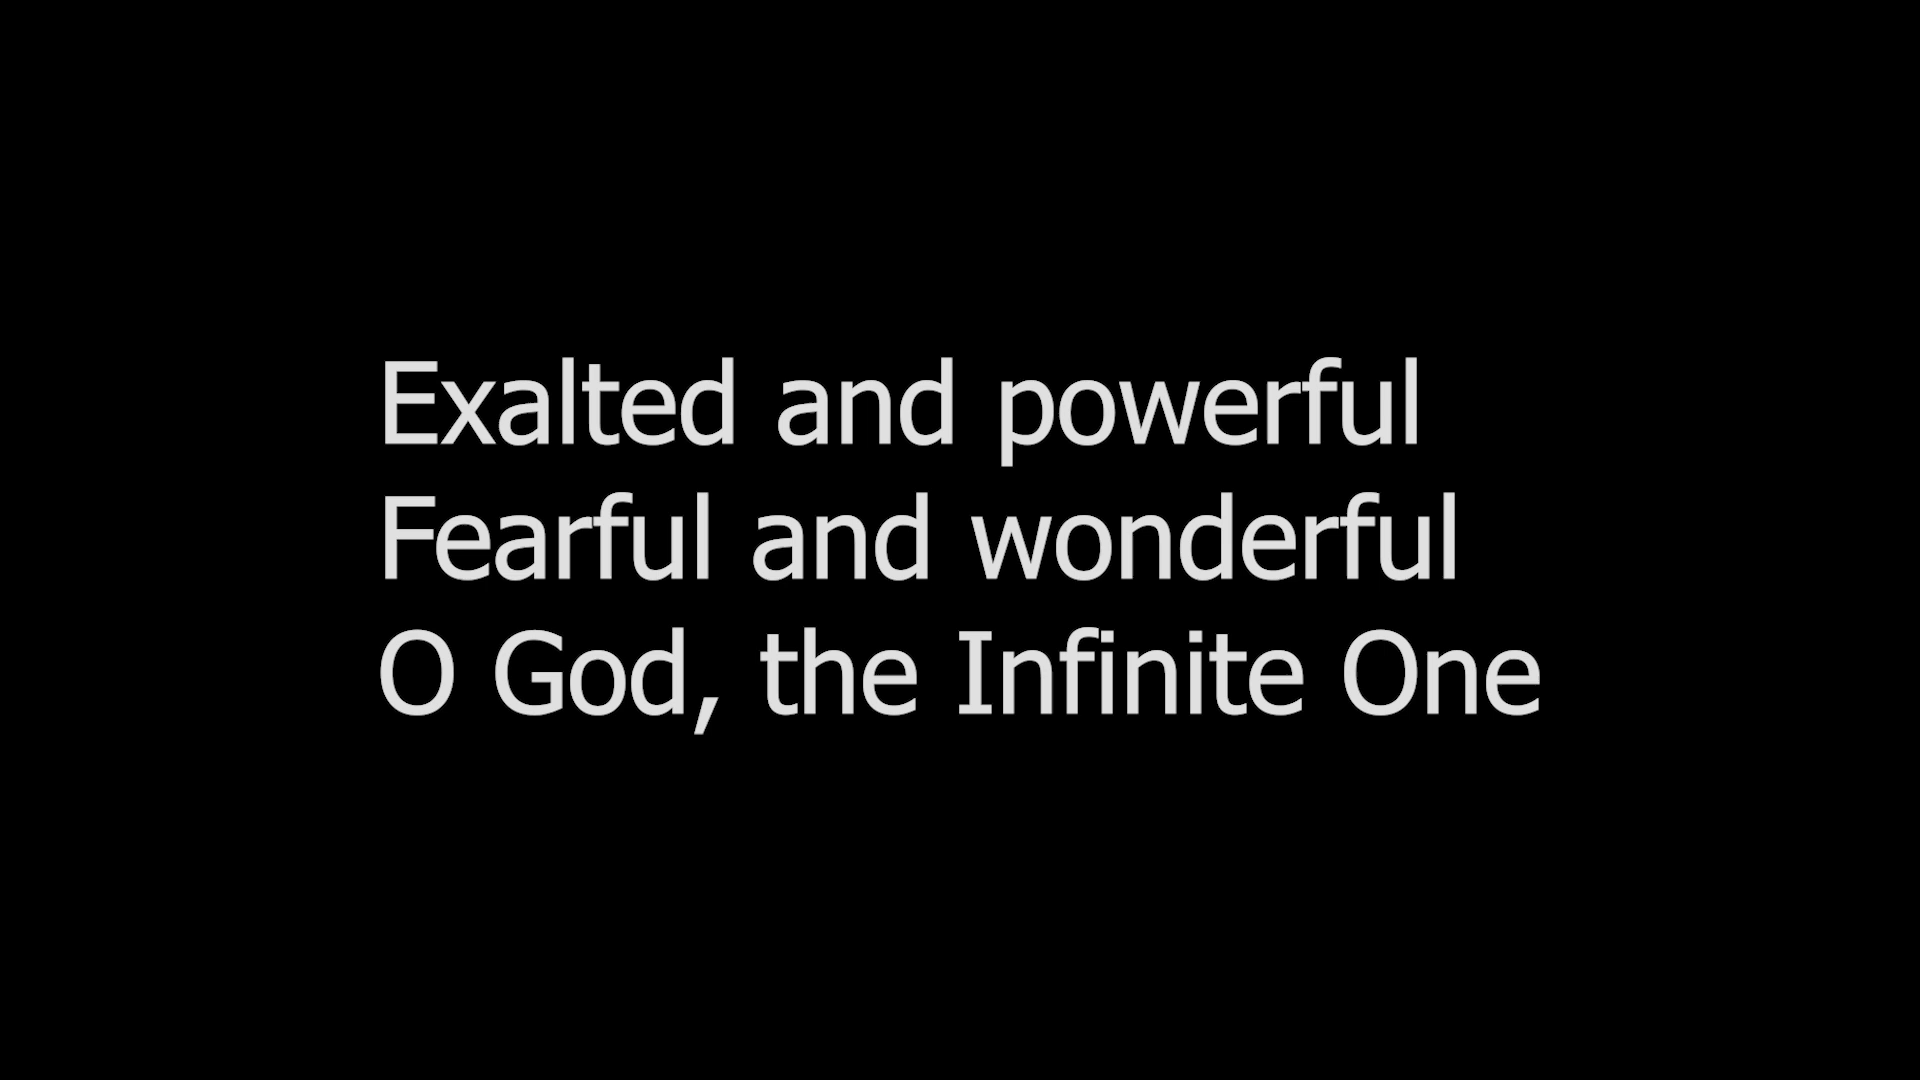 Exalted and powerful
Fearful and wonderful
O God, the Infinite One